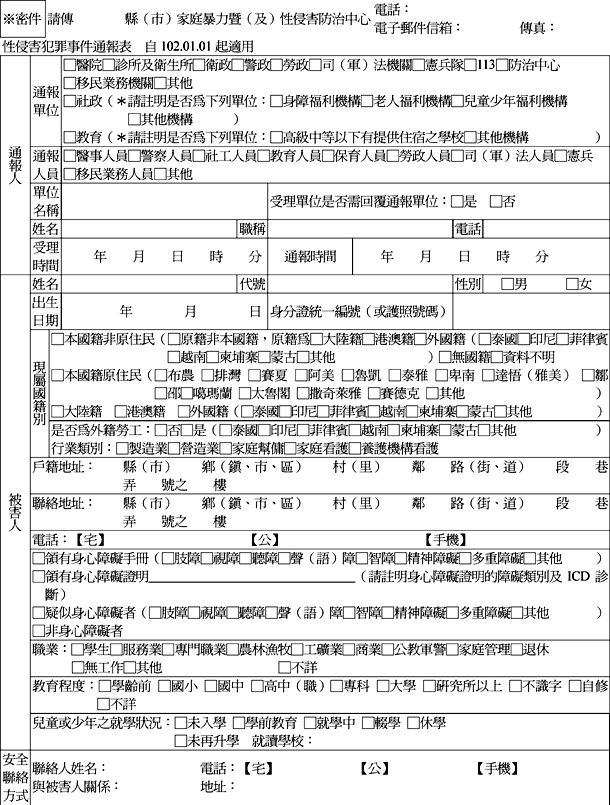 ※密件 請傳 縣（市）家庭暴力暨（及）性侵害防治中心 電話：
電子郵件信箱： 傳真：
性侵害犯罪事件通報表 自 102.01.01 起適用
通報人
通報單位
□醫院□診所及衛生所□衛政□警政□勞政□司（軍）法機關□憲兵隊□113□防治中心
□移民業務機關□其他
□社政（＊請註明是否為下列單位：□身障福利機構□老人福利機構□兒童少年福利機構
□其他機構 ）
□教育（＊請註明是否為下列單位：□高級中等以下有提供住宿之學校□其他機構 ）
通報人員
□醫事人員□警察人員□社工人員□教育人員□保育人員□勞政人員□司（軍）法人員□憲兵
□移民業務人員□其他
單位名稱 受理單位是否需回覆通報單位：□是 □否
姓名 職稱 電話
受理時間 年 月 日 時 分 通報時間 年 月 日 時 分
被害人
姓名 代號 性別 □男 □女
出生日期 年 月 日 身分證統一編號（或護照號碼）
現屬國籍別
□本國籍非原住民（□原籍非本國籍，原籍為□大陸籍□港澳籍□外國籍（□泰國□印尼□菲律賓
□越南□柬埔寨□蒙古□其他 ）□無國籍□資料不明
□本國籍原住民（□布農 □排灣 □賽夏 □阿美 □魯凱 □泰雅 □卑南 □達悟（雅美） □鄒
□邵□噶瑪蘭 □太魯閣 □撒奇萊雅 □賽德克 □其他 ）
□大陸籍 □港澳籍 □外國籍（□泰國□印尼□菲律賓□越南□柬埔寨□蒙古□其他 ）
是否為外籍勞工：□否□是（□泰國□印尼□菲律賓□越南□柬埔寨□蒙古□其他 ）
行業類別：□製造業□營造業□家庭幫傭□家庭看護□養護機構看護
戶籍地址： 縣（市） 鄉（鎮、市、區） 村（里） 鄰 路（街、道） 段 巷
弄 號之 樓
聯絡地址： 縣（市） 鄉（鎮、市、區） 村（里） 鄰 路（街、道） 段 巷
弄 號之 樓
電話：【宅】 【公】 【手機】
□領有身心障礙手冊（□肢障□視障□聽障□聲（語）障□智障□精神障礙□多重障礙□其他 ）
□領有身心障礙證明（請註明身心障礙證明的障礙類別及 ICD 診
斷）
□疑似身心障礙者（□肢障□視障□聽障□聲（語）障□智障□精神障礙□多重障礙□其他 ）
□非身心障礙者
職業：□學生□服務業□專門職業□農林漁牧□工礦業□商業□公教軍警□家庭管理□退休
□無工作□其他 □不詳
教育程度：□學齡前 □國小 □國中 □高中（職）□專科 □大學 □研究所以上 □不識字 □自修
□不詳
兒童或少年之就學狀況：□未入學 □學前教育 □就學中 □輟學 □休學
□未再升學 就讀學校：
安全聯絡方式
聯絡人姓名： 電話：【宅】 【公】 【手機】
與被害人關係： 地址：